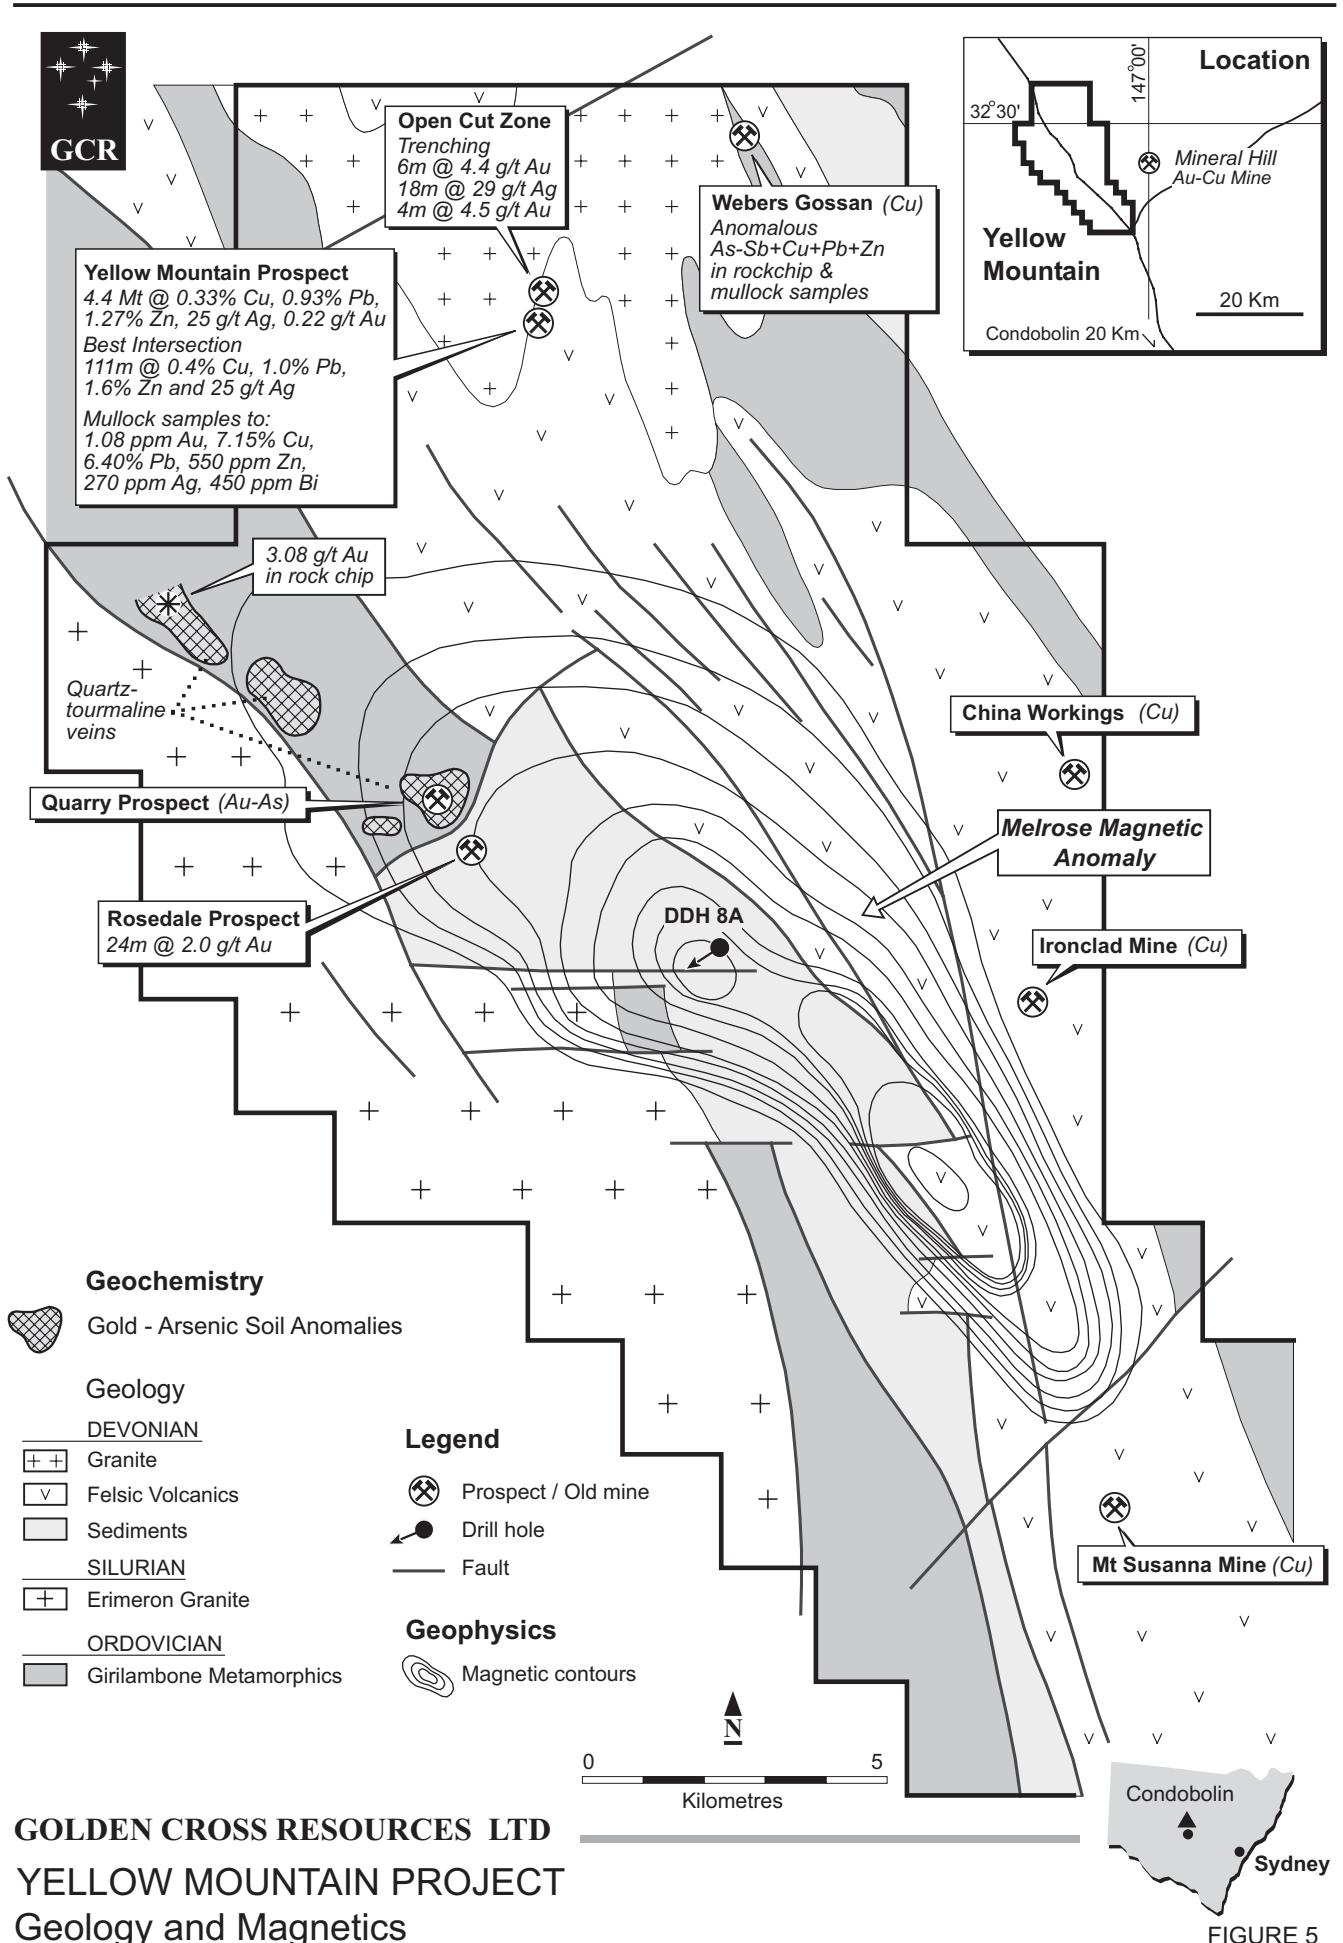 GCR
Open Cut Zone
Trenching
6m @ 4.4 g/t Au
18m @ 29 g/t Ag
4m @ 4.5 g/t Au
Webers Gossan (Cu)
Anomalous
As-Sb+Cu+Pb+Zn
in rockchip &
mullock samples
Location
147°00'
32°30'
Mineral Hill
Au-Cu Mine
Yellow
Mountain
20 Km
Condobolin 20 Km
Yellow Mountain Prospect
4.4 Mt @ 0.33% Cu, 0.93% Pb,
1.27% Zn, 25 g/t Ag, 0.22 g/t Au
Best Intersection
111m @ 0.4% Cu, 1.0% Pb,
1.6% Zn and 25 g/t Ag
Mullock samples to:
1.08 ppm Au, 7.15% Cu,
6.40% Pb, 550 ppm Zn,
270 ppm Ag, 450 ppm Bi
3.08 g/t Au
in rock chip
Quartz-
tourmaline
veins
China Workings (Cu)
Quarry Prospect (Au-As)
Melrose Magnetic
Anomaly
Rosedale Prospect
24m @ 2.0 g/t Au
DDH 8A
Ironclad Mine (Cu)
Mt Susanna Mine (Cu)
Geochemistry
Gold - Arsenic Soil Anomalies
Geology
DEVONIAN
Granite
Felsic Volcanics
Sediments
SILURIAN
Erimeron Granite
ORDOVICIAN
Girilambone Metamorphics
Legend
Prospect / Old mine
Drill hole
Fault
Geophysics
Magnetic contours
N
0 5
Kilometres
Condobolin
Sydney
GOLDEN CROSS RESOURCES LTD
YELLOW MOUNTAIN PROJECT
Geology and Magnetics
FIGURE 5